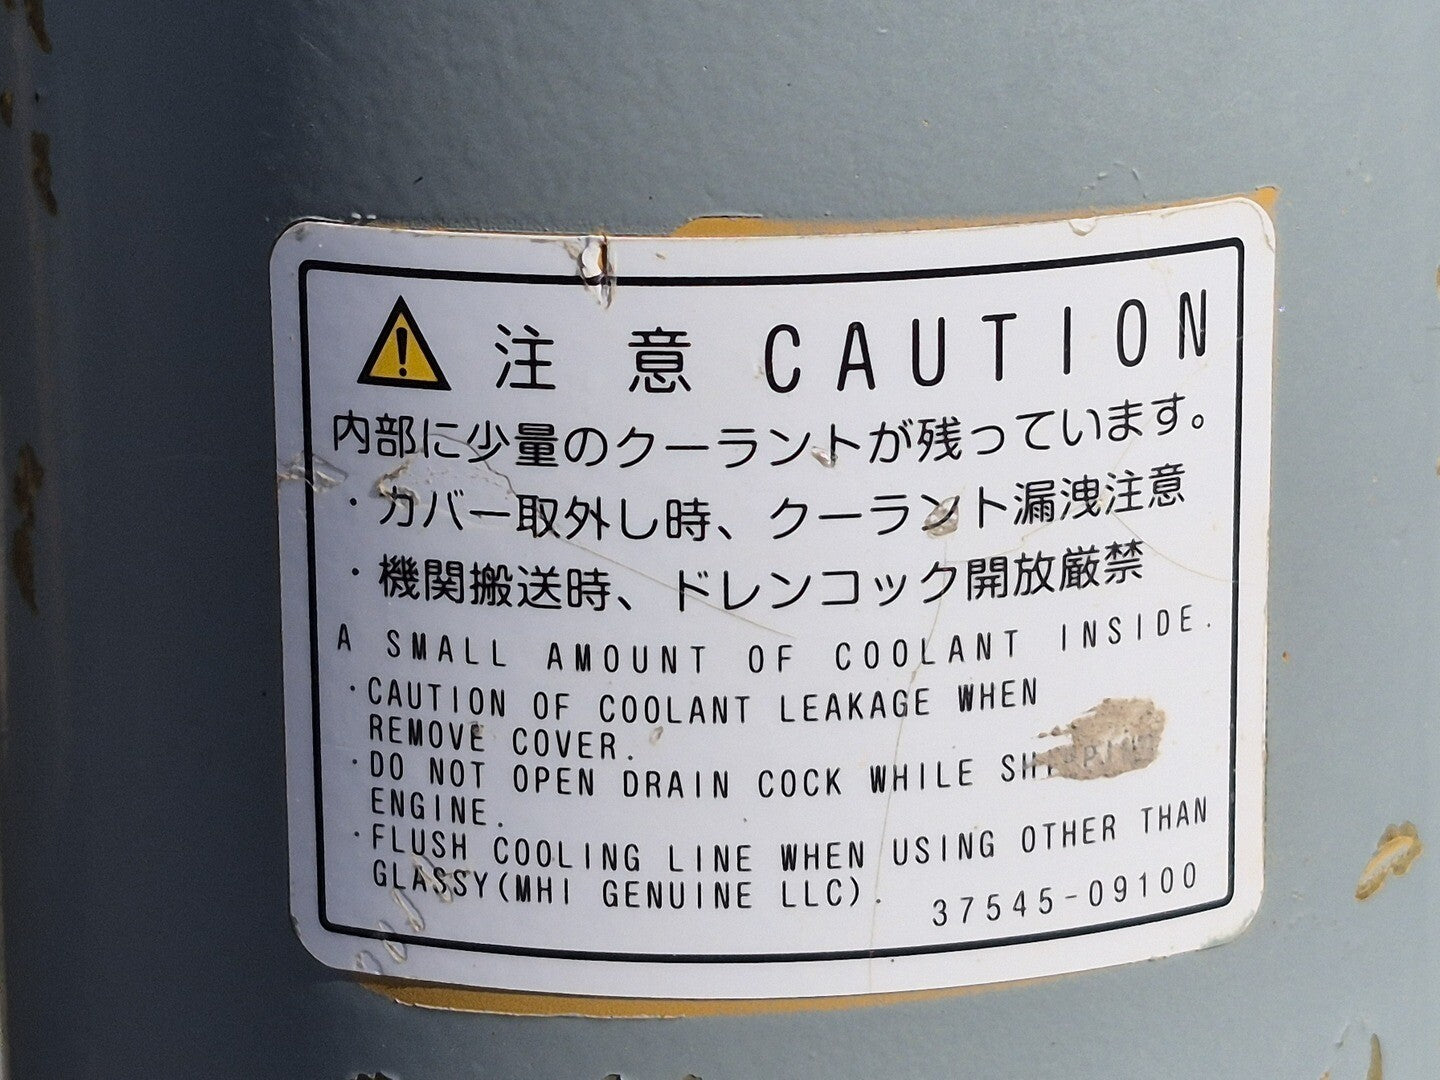 注意 CAUTION
内部に少量のクーラントが残っています。
・カバー取外し時、クーラント漏洩注意
・機関搬送時、ドレンコック開放厳禁
A SMALL AMOUNT OF COOLANT INSIDE.
・CAUTION OF COOLANT LEAKAGE WHEN
REMOVE COVER.
・DO NOT OPEN DRAIN COCK WHILE SHIPPING
ENGINE.
・FLUSH COOLING LINE WHEN USING OTHER THAN
GLASSY(MHI GENUINE LLC).
37545-09100